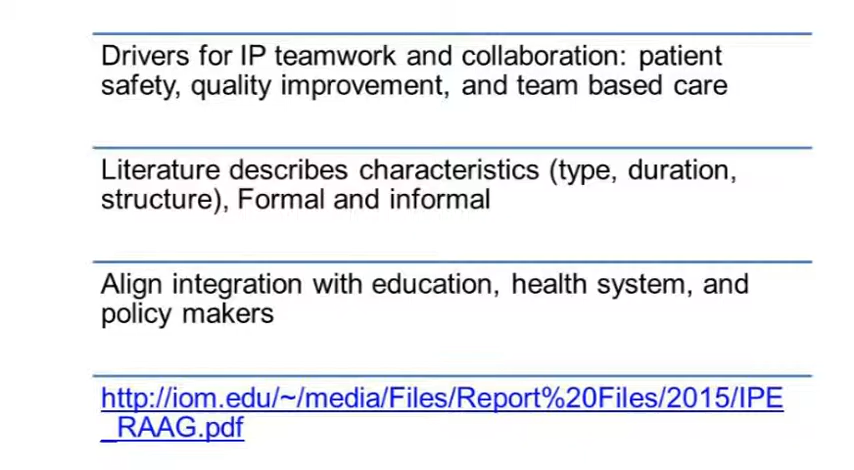 Drivers for IP teamwork and collaboration: patient
safety, quality improvement, and team based care
Literature describes characteristics (type, duration,
structure), Formal and informal
Align integration with education, health system, and
policy makers
http://iom.edu/~/media/Files/Report%20Files/2015/IPE
_RAAG.pdf